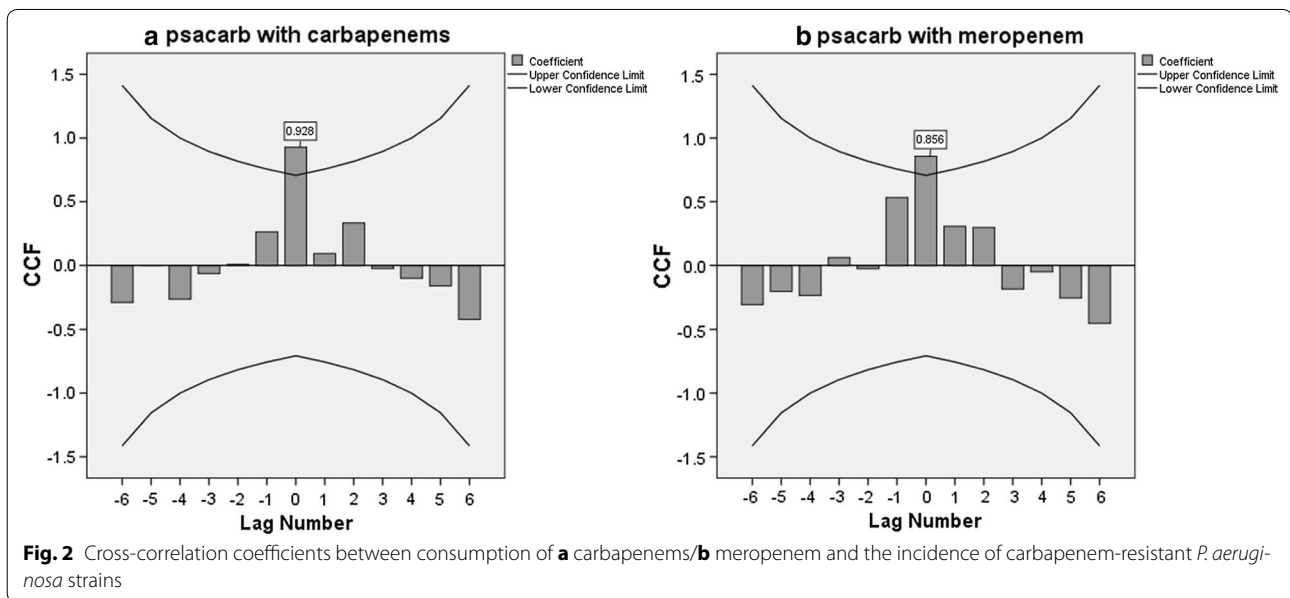 a psacarb with carbapenems
Coefficient
Upper Confidence Limit
Lower Confidence Limit
1.5
1.0
0.5
0.0
-0.5
-1.0
-1.5
CCF
0.928
-6 -5 -4 -3 -2 -1 0 1 2 3 4 5 6
Lag Number
b psacarb with meropenem
Coefficient
Upper Confidence Limit
Lower Confidence Limit
1.5
1.0
0.5
0.0
-0.5
-1.0
-1.5
CCF
0.856
-6 -5 -4 -3 -2 -1 0 1 2 3 4 5 6
Lag Number
Fig. 2 Cross-correlation coefficients between consumption of a carbapenems/b meropenem and the incidence of carbapenem-resistant P. aerugi-
nosa strains